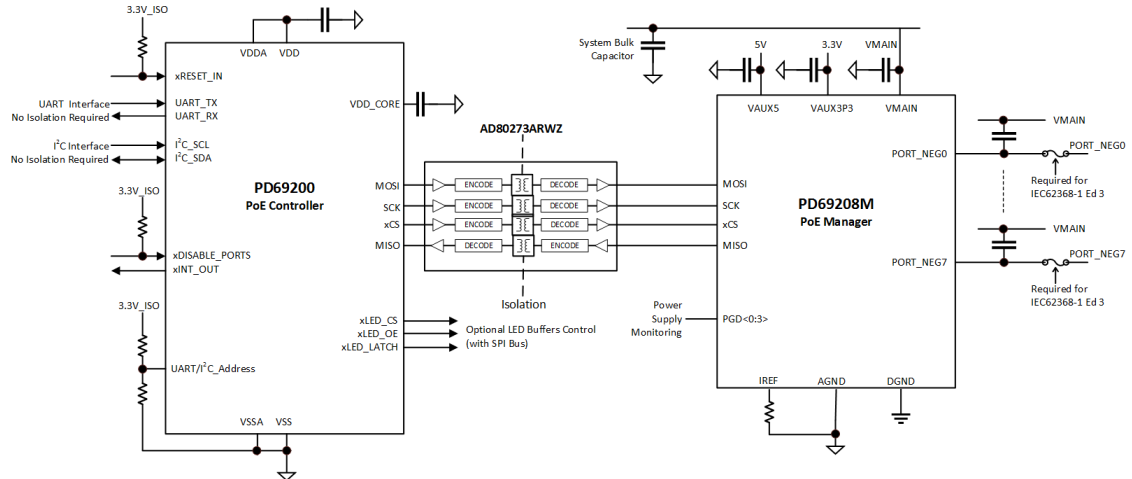 3.3V_ISO
VDDA
VDD
xRESET_IN
UART Interface
No Isolation Required
UART_TX
UART_RX
I²C Interface
No Isolation Required
I²C_SCL
I²C_SDA
3.3V_ISO
xDISABLE_PORTS
xINT_OUT
3.3V_ISO
UART/I²C_Address
VSSA
VSS
PD69200
PoE Controller
VDD_CORE
MOSI
SCK
xCS
MISO
xLED_CS
xLED_OE
xLED_LATCH
Optional LED Buffers Control
(with SPI Bus)
AD80273ARWZ
ENCODE
DECODE
ENCODE
DECODE
ENCODE
DECODE
DECODE
ENCODE
Isolation
System Bulk
Capacitor
5V
3.3V
VMAIN
VAUX5
VAUX3P3
VMAIN
MOSI
SCK
xCS
MISO
PD69208M
PoE Manager
Power
Supply
Monitoring
PGD<0:3>
IREF
AGND
DGND
PORT_NEG0
PORT_NEG7
VMAIN
PORT_NEG0
Required for
IEC62368-1 Ed 3
VMAIN
PORT_NEG7
Required for
IEC62368-1 Ed 3